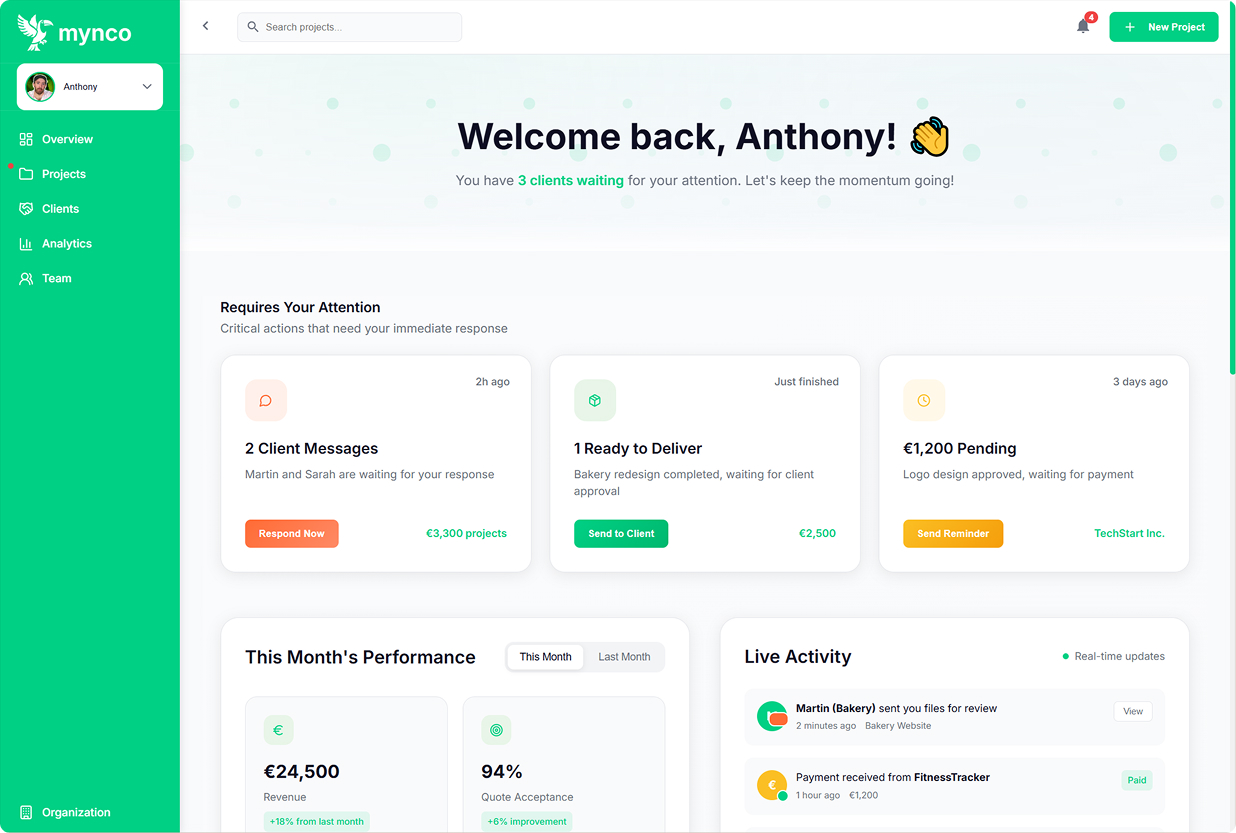 mynco
Search projects...
4
New Project
Anthony
Overview
Projects
Clients
Analytics
Team
Organization
Welcome back, Anthony!
You have 3 clients waiting for your attention. Let's keep the momentum going!
Requires Your Attention
Critical actions that need your immediate response
2h ago
2 Client Messages
Martin and Sarah are waiting for your response
Respond Now
€3,300 projects
Just finished
1 Ready to Deliver
Bakery redesign completed, waiting for client
approval
Send to Client
€2,500
3 days ago
€1,200 Pending
Logo design approved, waiting for payment
Send Reminder
TechStart Inc.
This Month's Performance
This Month
Last Month
€
€24,500
Revenue
+18% from last month
94%
Quote Acceptance
+6% improvement
Live Activity
Real-time updates
Martin (Bakery) sent you files for review
2 minutes ago Bakery Website
View
€
Payment received from FitnessTracker
1 hour ago €1,200
Paid